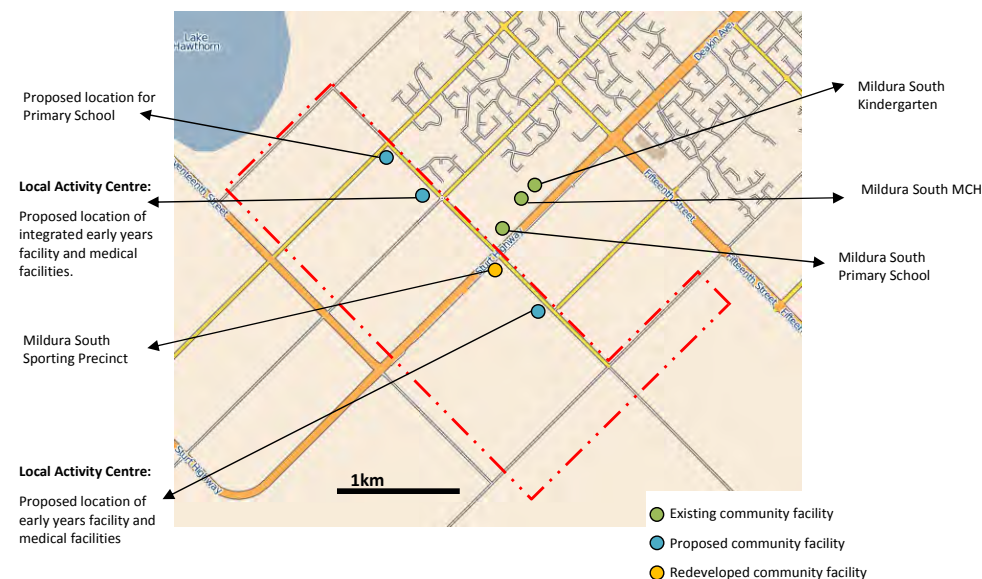 Lake
Hawthorn
Deakin Ave
Proposed location for
Primary School
Mildura South
Kindergarten
Local Activity Centre:
Proposed location of
integrated early years
facility and medical
facilities.
Mildura South MCH
Fifteenth Street
Sturt Highway
Mildura South
Primary School
Fifteenth Street
Mildura South
Sporting Precinct
Sturt Highway
1km
Local Activity Centre:
Proposed location of
early years facility and
medical facilities
Existing community facility
Proposed community facility
Redeveloped community facility